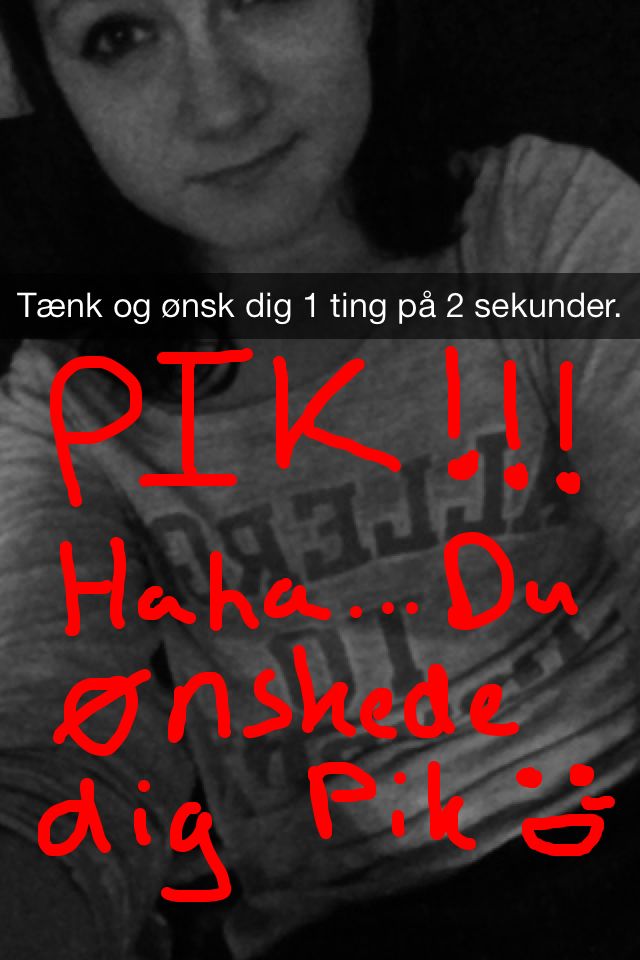 Tænk og ønsk dig 1 ting på 2 sekunder.
PIK!!!
Haha...Du
ønskede
dig Pik